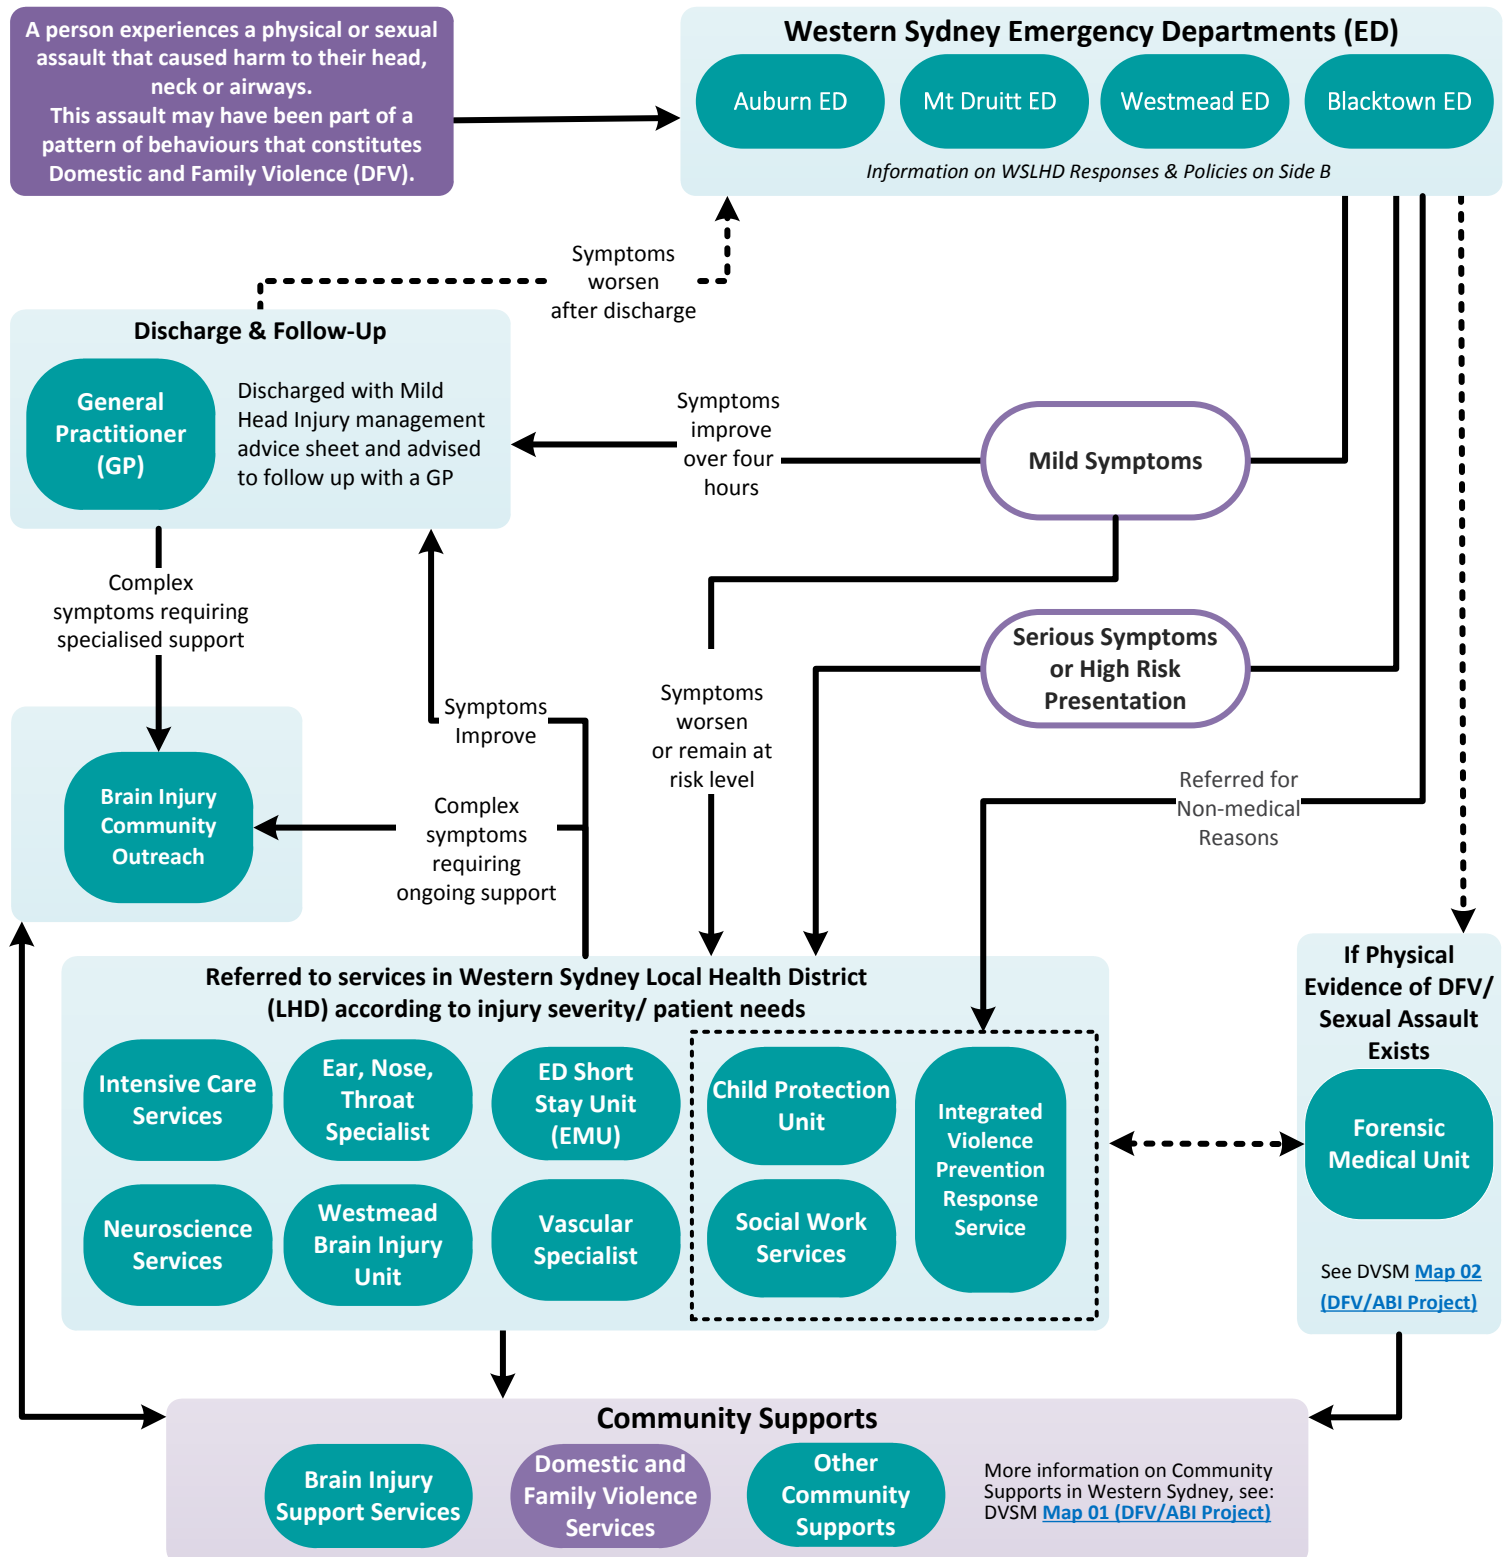 A person experiences a physical or sexual
assault that caused harm to their head,
neck or airways.
This assault may have been part of a
pattern of behaviours that constitutes
Domestic and Family Violence (DFV).
Western Sydney Emergency Departments (ED)
Auburn ED
Mt Druitt ED
Westmead ED
Blacktown ED
Information on WSLHD Responses & Policies on Side B
Symptoms
worsen
after discharge
Discharge & Follow-Up
General
Practitioner
(GP)
Discharged with Mild
Head Injury management
advice sheet and advised
to follow up with a GP
Symptoms
improve
over four
hours
Mild Symptoms
Complex
symptoms requiring
specialised support
Serious Symptoms
or High Risk
Presentation
Symptoms
Improve
Symptoms
worsen
or remain at
risk level
Referred for
Non-medical
Reasons
Brain Injury
Community
Outreach
Complex
symptoms
requiring
ongoing support
Referred to services in Western Sydney Local Health District
(LHD) according to injury severity/ patient needs
Intensive Care
Services
Ear, Nose,
Throat
Specialist
ED Short
Stay Unit
(EMU)
Child Protection
Unit
Integrated
Violence
Prevention
Response
Service
Neuroscience
Services
Westmead
Brain Injury
Unit
Vascular
Specialist
Social Work
Services
If Physical
Evidence of DFV/
Sexual Assault
Exists
Forensic
Medical Unit
See DVSM Map 02
(DFV/ABI Project)
Community Supports
Brain Injury
Support Services
Domestic and
Family Violence
Services
Other
Community
Supports
More information on Community
Supports in Western Sydney, see:
DVSM Map 01 (DFV/ABI Project)